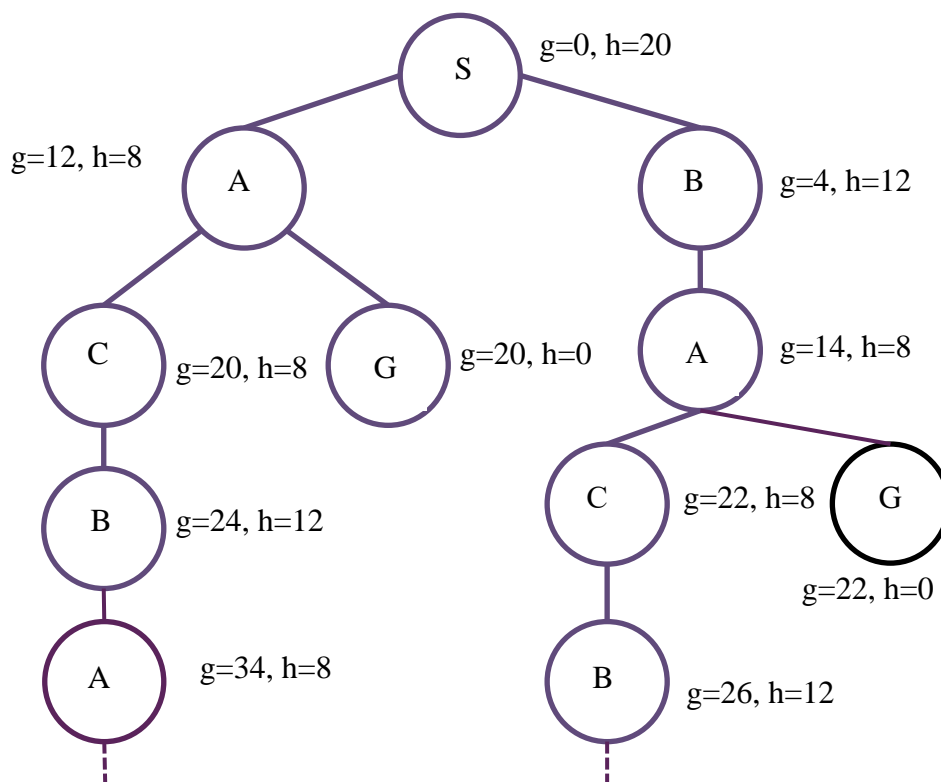 S
g=0, h=20
g=12, h=8
A
B
g=4, h=12
C
g=20, h=8
G
g=20, h=0
A
g=14, h=8
B
g=24, h=12
C
g=22, h=8
G
g=22, h=0
A
g=34, h=8
B
g=26, h=12